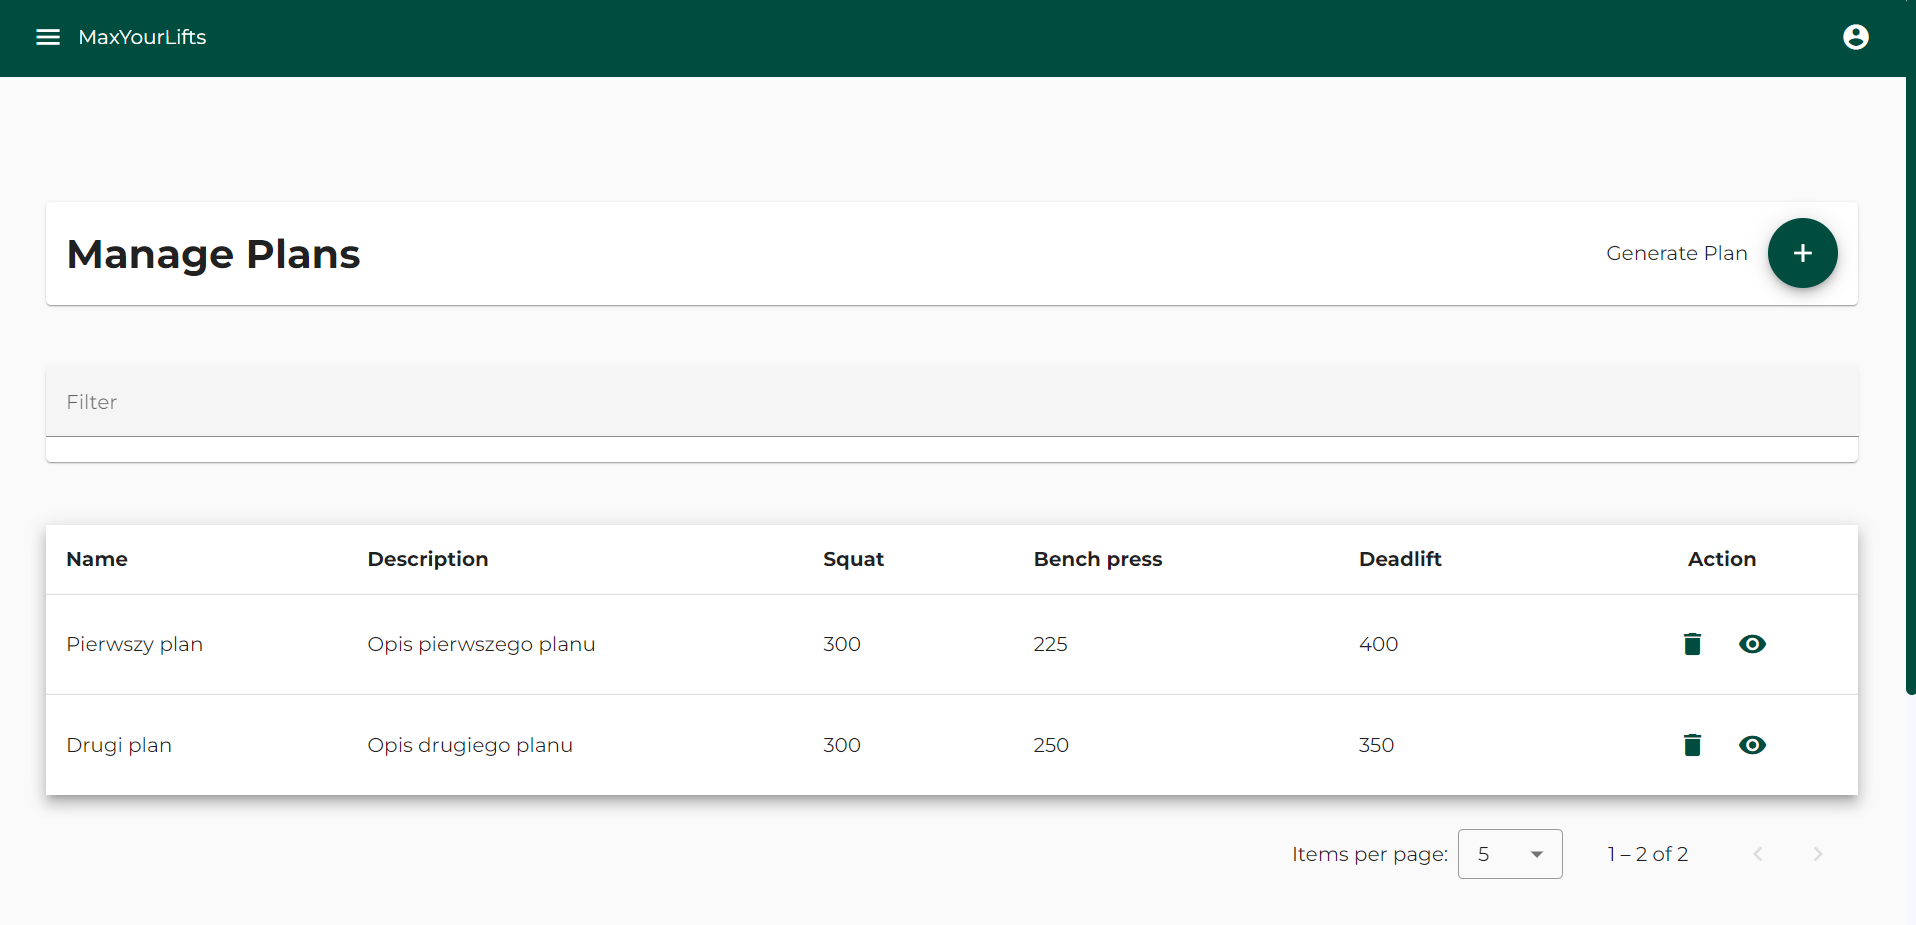 MaxYourLifts
Manage Plans Generate Plan
Filter
Name Description Squat Bench press Deadlift Action
Pierwszy plan Opis pierwszego planu 300 225 400
Drugi plan Opis drugiego planu 300 250 350
Items per page: 5 1 – 2 of 2